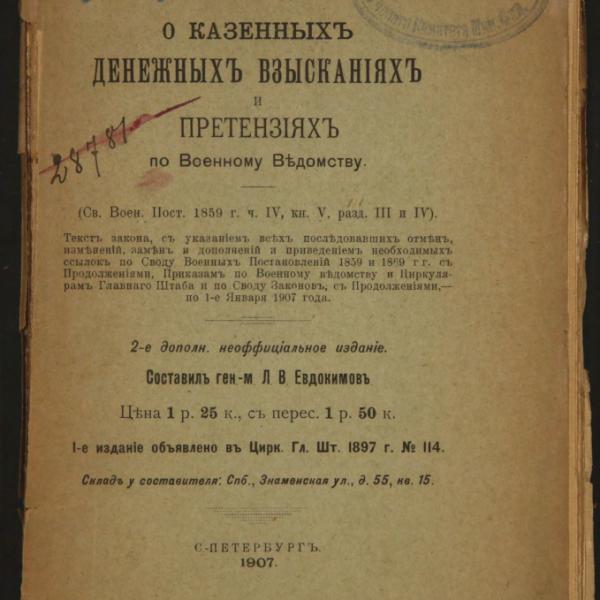 О КАЗЕННЫХЪ
ДЕНЕЖНЫХЪ ВЗЫСКАНІЯХЪ
И
ПРЕТЕНЗІЯХЪ
по Военному Вѣдомству.
28781
(Св. Воен. Пост. 1859 г. ч. IV, кн. V, разд. III и IV).
Текстъ закона, съ указаніемъ всѣхъ послѣдовавшихъ отмѣнъ,
измѣненій, замѣнъ и дополненій и приведеніемъ необходимыхъ
ссылокъ по Своду Военныхъ Постановленій 1859 и 1869 г г. съ
Продолженіями, Приказамъ по Военному вѣдомству и Циркуля-
рамъ Главнаго Штаба и по Своду Законовъ, съ Продолженіями,—
по 1-е Января 1907 года.
2-е дополн. неоффиціальное изданіе.
Составилъ ген-м Л В Евдокимовъ
Цѣна 1 р. 25 к., съ перес. 1 р. 50 к.
1-е изданіе объявлено въ Цирк. Гл. Шт. 1897 г. № 114.
Складъ у составителя: Спб., Знаменская ул., д. 55, кв. 15.
С-ПЕТЕРБУРГЪ.
1907.